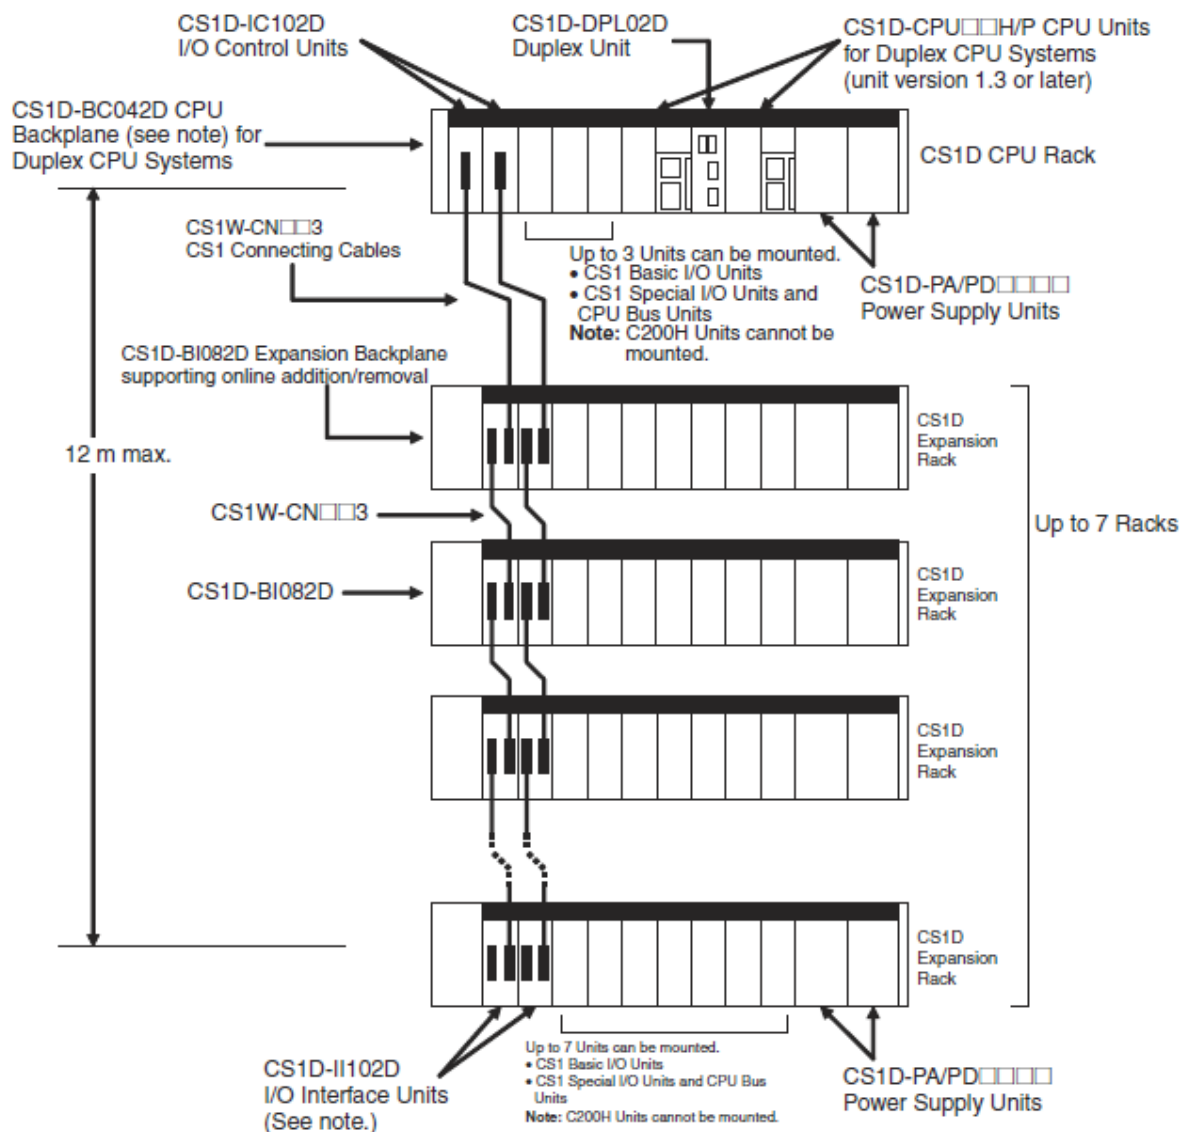 CS1D-IC102D
I/O Control Units
CS1D-DPL02D
Duplex Unit
CS1D-CPU□□H/P CPU Units
for Duplex CPU Systems
(unit version 1.3 or later)
CS1D-BC042D CPU
Backplane (see note) for
Duplex CPU Systems
CS1D CPU Rack
CS1W-CN□□3
CS1 Connecting Cables
Up to 3 Units can be mounted.
• CS1 Basic I/O Units
• CS1 Special I/O Units and
CPU Bus Units
Note: C200H Units cannot be
mounted.
CS1D-PA/PD□□□□
Power Supply Units
CS1D-BI082D Expansion Backplane
supporting online addition/removal
12 m max.
CS1D
Expansion
Rack
CS1W-CN□□3
Up to 7 Racks
CS1D-BI082D
CS1D
Expansion
Rack
CS1D
Expansion
Rack
CS1D
Expansion
Rack
CS1D-II102D
I/O Interface Units
(See note.)
Up to 7 Units can be mounted.
• CS1 Basic I/O Units
• CS1 Special I/O Units and CPU Bus
Units
Note: C200H Units cannot be mounted.
CS1D-PA/PD□□□□
Power Supply Units